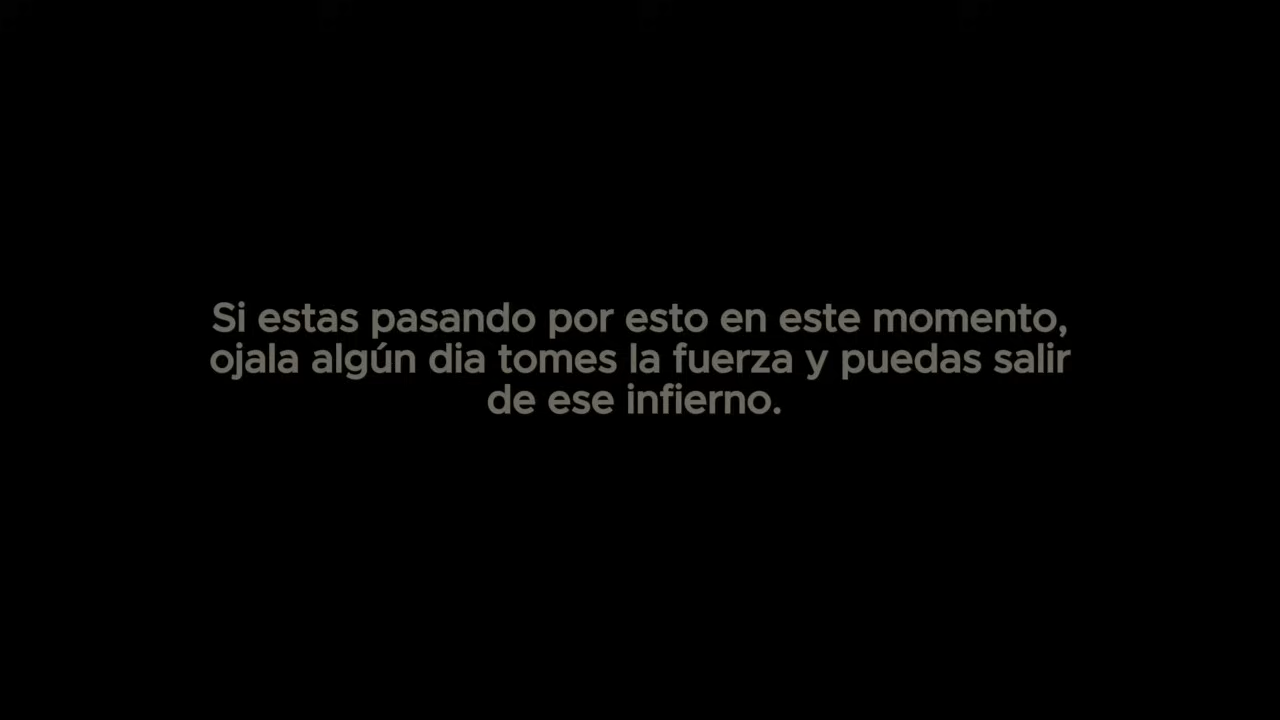 Si estas pasando por esto en este momento,
ojala algún dia tomes la fuerza y puedas salir
de ese infierno.